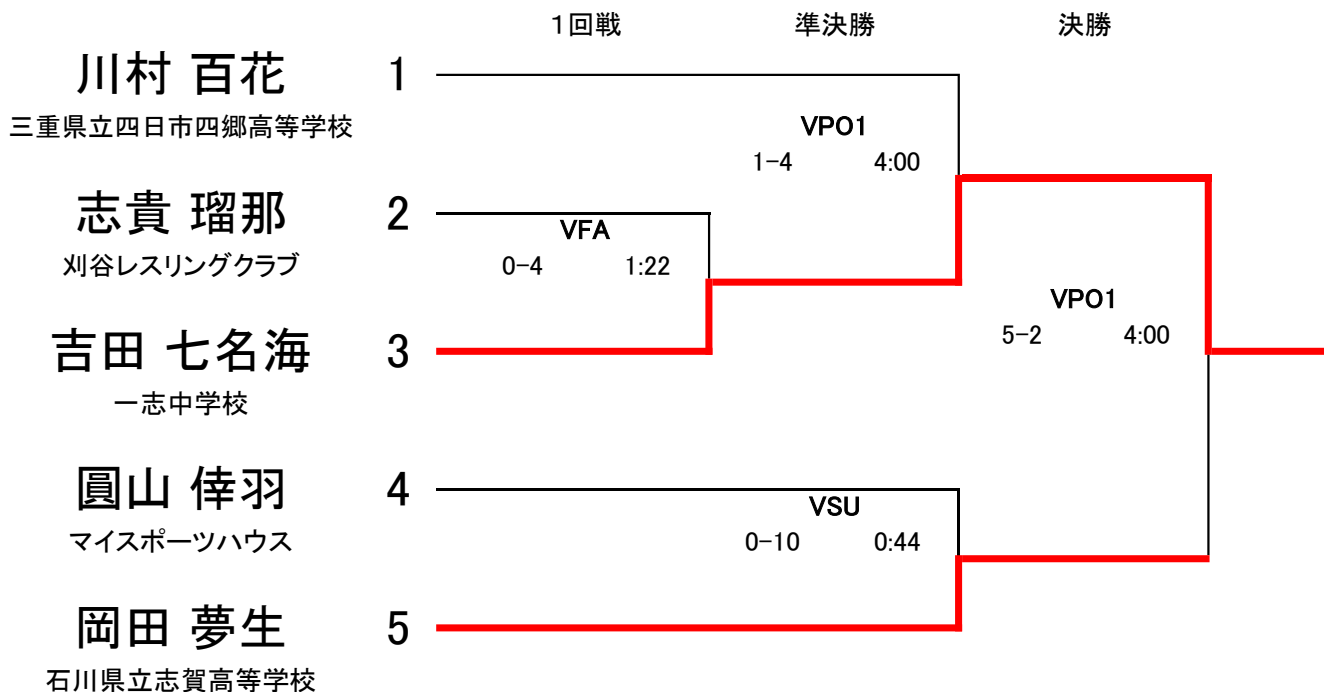 1回戦 準決勝 決勝
川村 百花 1
三重県立四日市四郷高等学校
VPO1
1-4 4:00
志貴 瑠那 2
刈谷レスリングクラブ
VFA
0-4 1:22
吉田 七名海 3
一志中学校
VPO1
5-2 4:00
圓山 倖羽 4
マイスポーツハウス
VSU
0-10 0:44
岡田 夢生 5
石川県立志賀高等学校